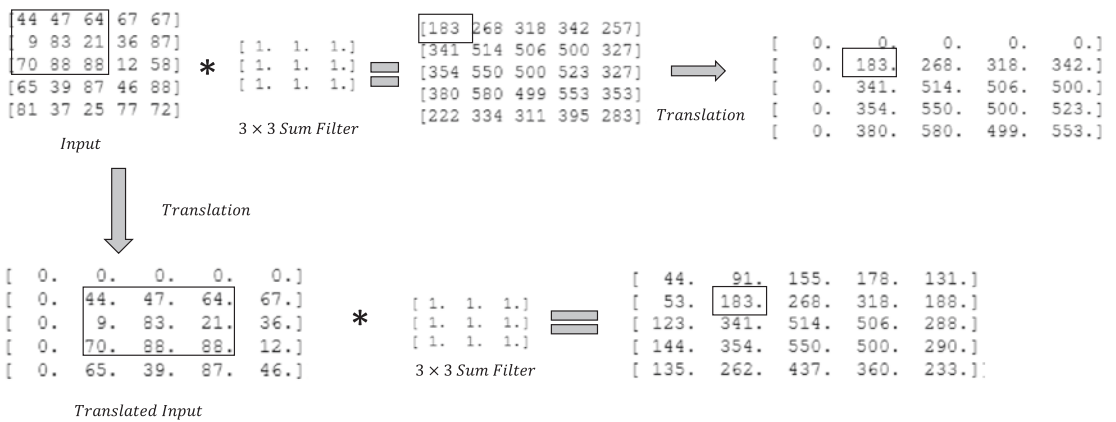 [44 47 64 67 67]
[ 9 83 21 36 87]
[70 88 88 12 58]
[65 39 87 46 88]
[81 37 25 77 72]
Input
*
[ 1. 1. 1.]
[ 1. 1. 1.]
[ 1. 1. 1.]
3 × 3 Sum Filter
[183 268 318 342 257]
[341 514 506 500 327]
[354 550 500 523 327]
[380 580 499 553 353]
[222 334 311 395 283]
Translation
[ 0. 0. 0. 0. 0.]
[ 0. 183. 268. 318. 342.]
[ 0. 341. 514. 506. 500.]
[ 0. 354. 550. 500. 523.]
[ 0. 380. 580. 499. 553.]
Translation
[ 0. 0. 0. 0. 0.]
[ 0. 44. 47. 64. 67.]
[ 0. 9. 83. 21. 36.]
[ 0. 70. 88. 88. 12.]
[ 0. 65. 39. 87. 46.]
Translated Input
*
[ 1. 1. 1.]
[ 1. 1. 1.]
[ 1. 1. 1.]
3 × 3 Sum Filter
[ 44. 91. 155. 178. 131.]
[ 53. 183. 268. 318. 188.]
[ 123. 341. 514. 506. 288.]
[ 144. 354. 550. 500. 290.]
[ 135. 262. 437. 360. 233.]